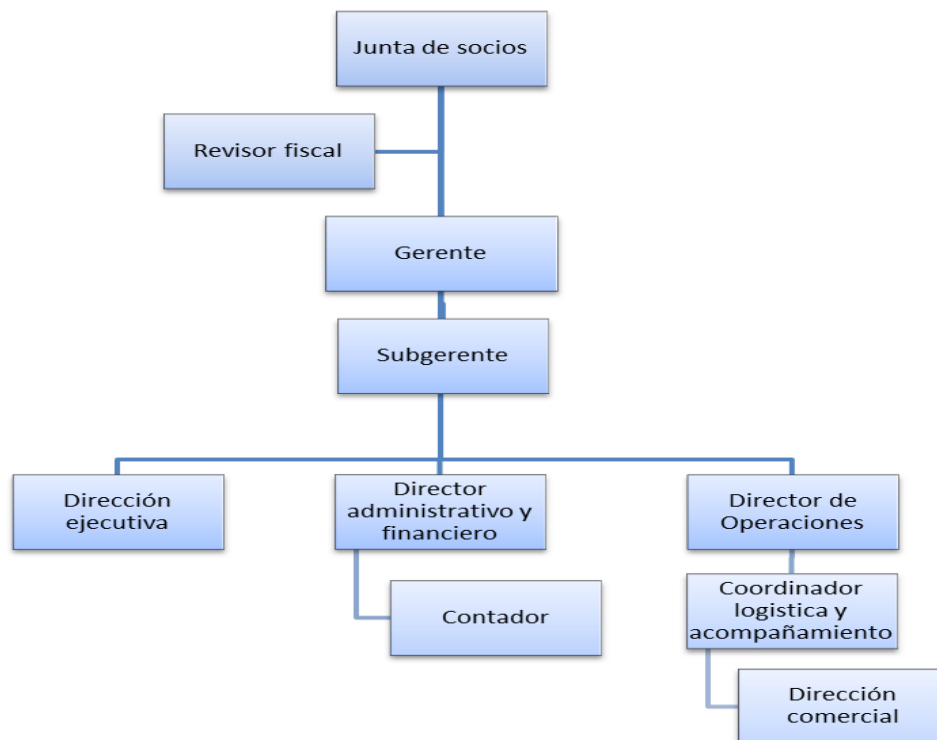 Junta de socios
Revisor fiscal
Gerente
Subgerente
Dirección
ejecutiva
Director
administrativo y
financiero
Director de
Operaciones
Contador
Coordinador
logistica y
acompañamiento
Dirección
comercial